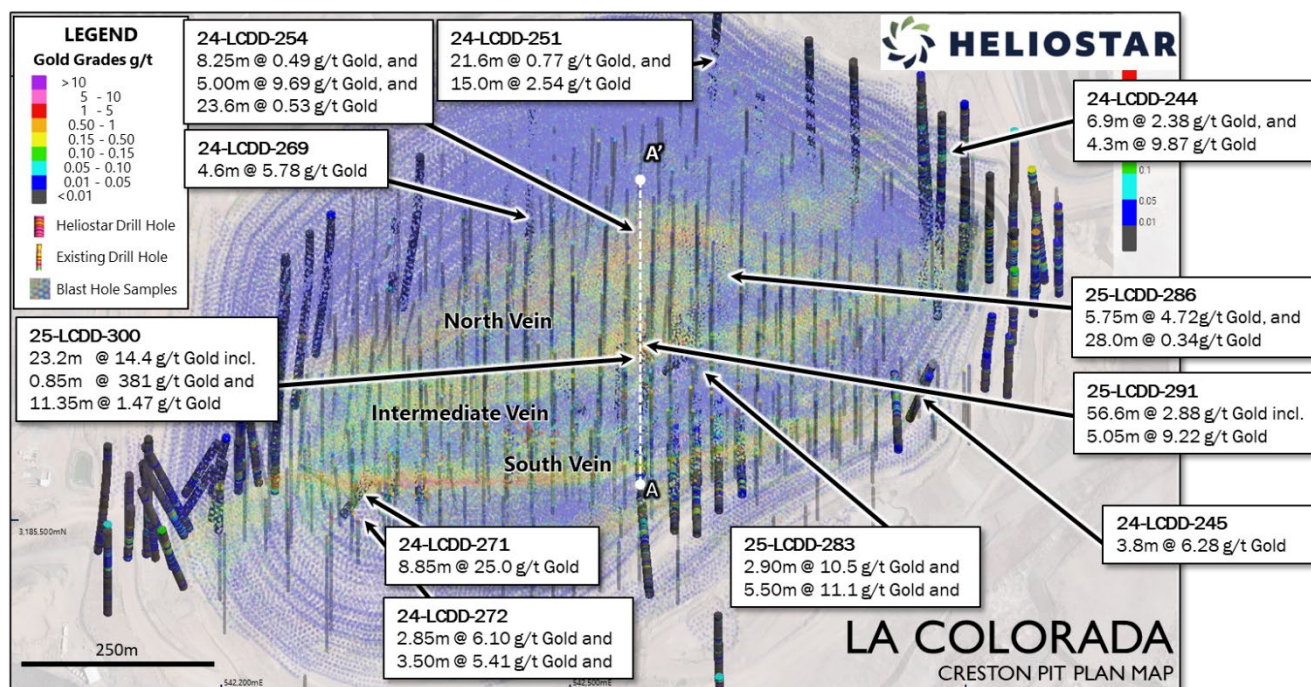 LEGEND
Gold Grades g/t
>10
5 - 10
1 - 5
0.50 - 1
0.15 - 0.50
0.10 - 0.15
0.05 - 0.10
0.01 - 0.05
<0.01
Heliostar Drill Hole
Existing Drill Hole
Blast Hole Samples
24-LCDD-254
8.25m @ 0.49 g/t Gold, and
5.00m @ 9.69 g/t Gold, and
23.6m @ 0.53 g/t Gold
24-LCDD-251
21.6m @ 0.77 g/t Gold, and
15.0m @ 2.54 g/t Gold
HELIOSTAR
24-LCDD-269
4.6m @ 5.78 g/t Gold
24-LCDD-244
6.9m @ 2.38 g/t Gold, and
4.3m @ 9.87 g/t Gold
0.1
0.05
0.01
A'
North Vein
Intermediate Vein
South Vein
A
25-LCDD-300
23.2m @ 14.4 g/t Gold incl.
0.85m @ 381 g/t Gold and
11.35m @ 1.47 g/t Gold
25-LCDD-286
5.75m @ 4.72g/t Gold, and
28.0m @ 0.34g/t Gold
25-LCDD-291
56.6m @ 2.88 g/t Gold incl.
5.05m @ 9.22 g/t Gold
24-LCDD-245
3.8m @ 6.28 g/t Gold
3,185,500mN
24-LCDD-271
8.85m @ 25.0 g/t Gold
25-LCDD-283
2.90m @ 10.5 g/t Gold and
5.50m @ 11.1 g/t Gold and
24-LCDD-272
2.85m @ 6.10 g/t Gold and
3.50m @ 5.41 g/t Gold and
250m
542,200mE
542,500mE
LA COLORADA
CRESTON PIT PLAN MAP